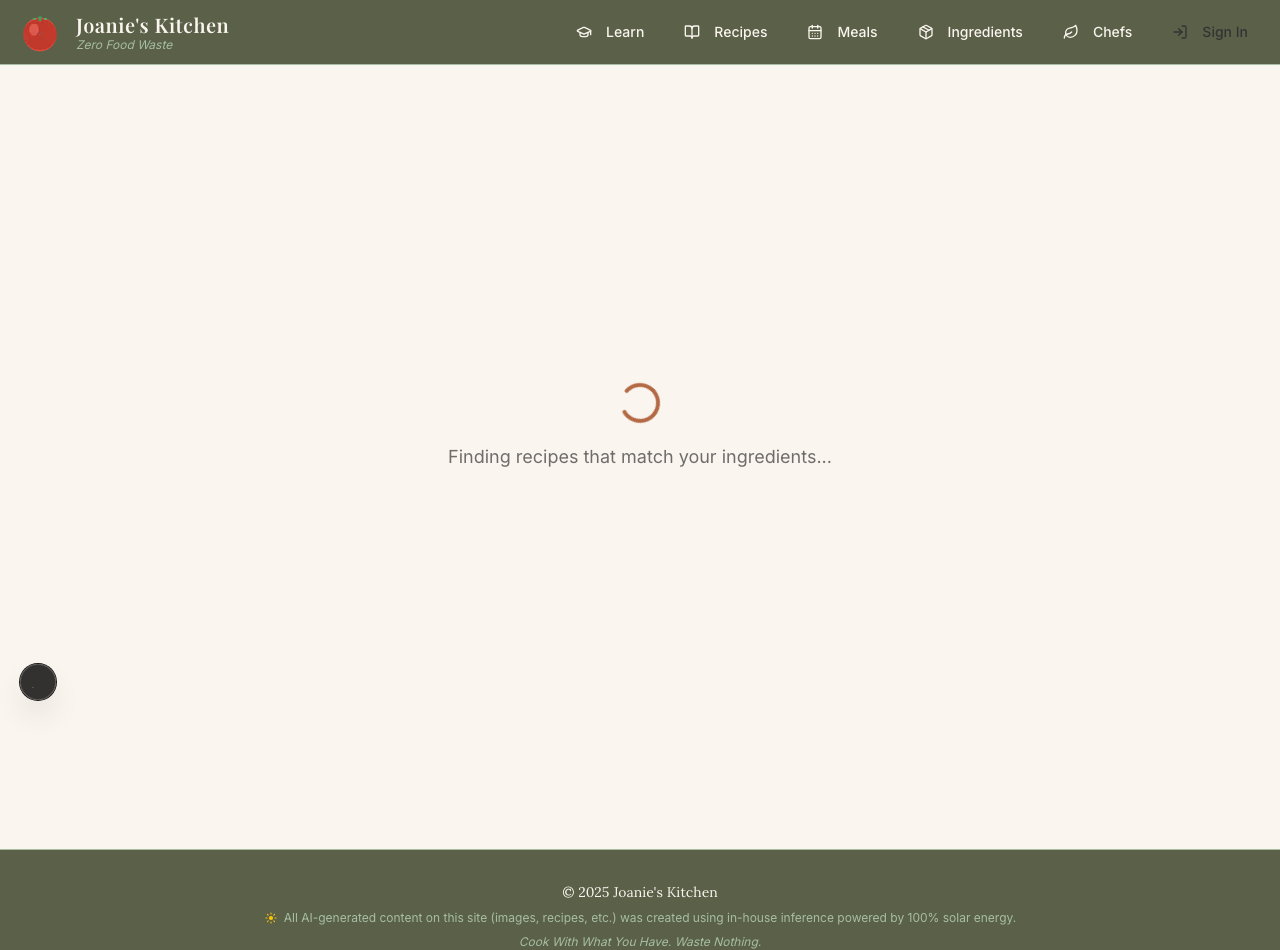 Joanie's Kitchen
Zero Food Waste
Learn
Recipes
Meals
Ingredients
Chefs
Sign In
Finding recipes that match your ingredients...
© 2025 Joanie's Kitchen
All AI-generated content on this site (images, recipes, etc.) was created using in-house inference powered by 100% solar energy.
Cook With What You Have. Waste Nothing.